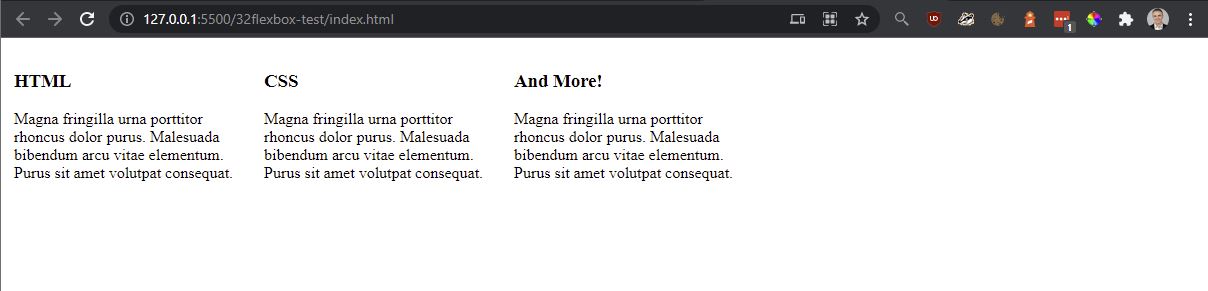 127.0.0.1:5500/32flexbox-test/index.html
1
HTML
Magna fringilla urna porttitor
rhoncus dolor purus. Malesuada
bibendum arcu vitae elementum.
Purus sit amet volutpat consequat.
CSS
Magna fringilla urna porttitor
rhoncus dolor purus. Malesuada
bibendum arcu vitae elementum.
Purus sit amet volutpat consequat.
And More!
Magna fringilla urna porttitor
rhoncus dolor purus. Malesuada
bibendum arcu vitae elementum.
Purus sit amet volutpat consequat.